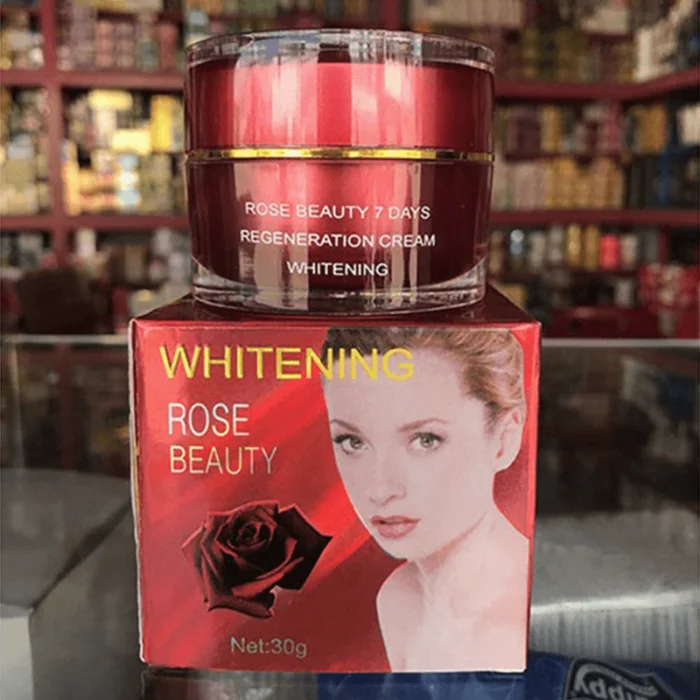 ROSE BEAUTY 7 DAYS
REGENERATION CREAM
WHITENING
WHITENING
ROSE
BEAUTY
Net:30g